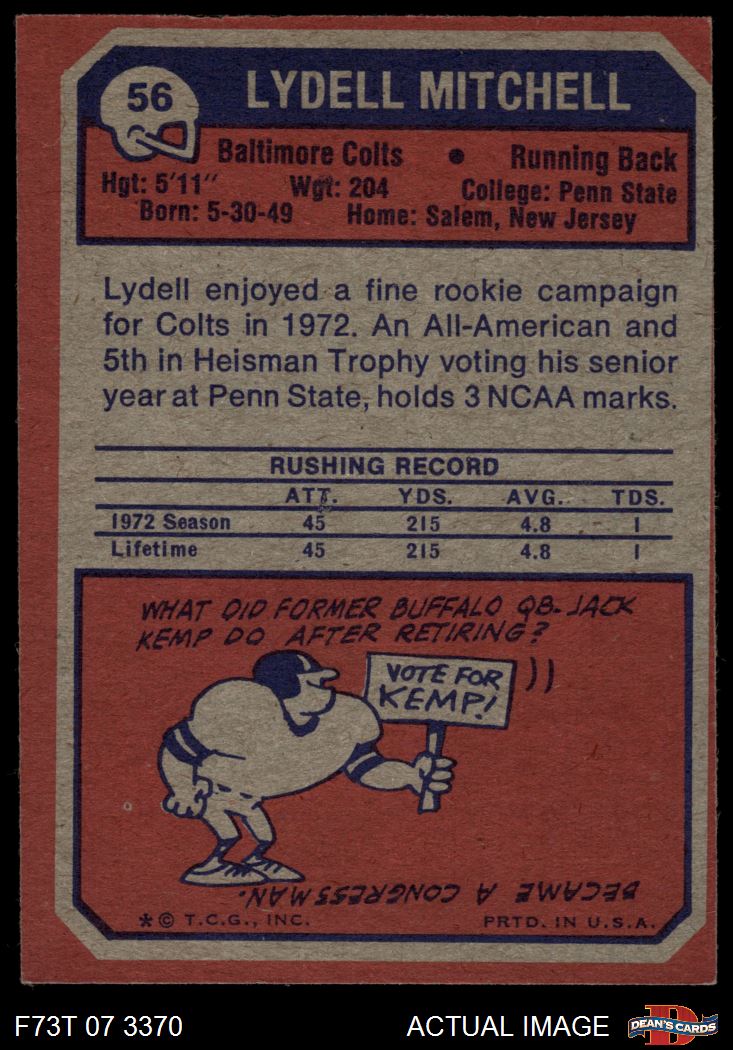 56
LYDELL MITCHELL
Baltimore Colts • Running Back
Hgt: 5'11" Wgt: 204 College: Penn State
Born: 5-30-49 Home: Salem, New Jersey
Lydell enjoyed a fine rookie campaign
for Colts in 1972. An All-American and
5th in Heisman Trophy voting his senior
year at Penn State, holds 3 NCAA marks.
RUSHING RECORD
ATT. YDS. AVG. TDS.
1972 Season 45 215 4.8 1
Lifetime 45 215 4.8 1
WHAT DID FORMER BUFFALO QB-JACK
KEMP DO AFTER RETIRING?
VOTE FOR
KEMP!
BECAME A CONGRESSMAN.
* © T.C.G., INC. PRTD. IN U.S.A.
F73T 07 3370 ACTUAL IMAGE DEAN'S CARDS